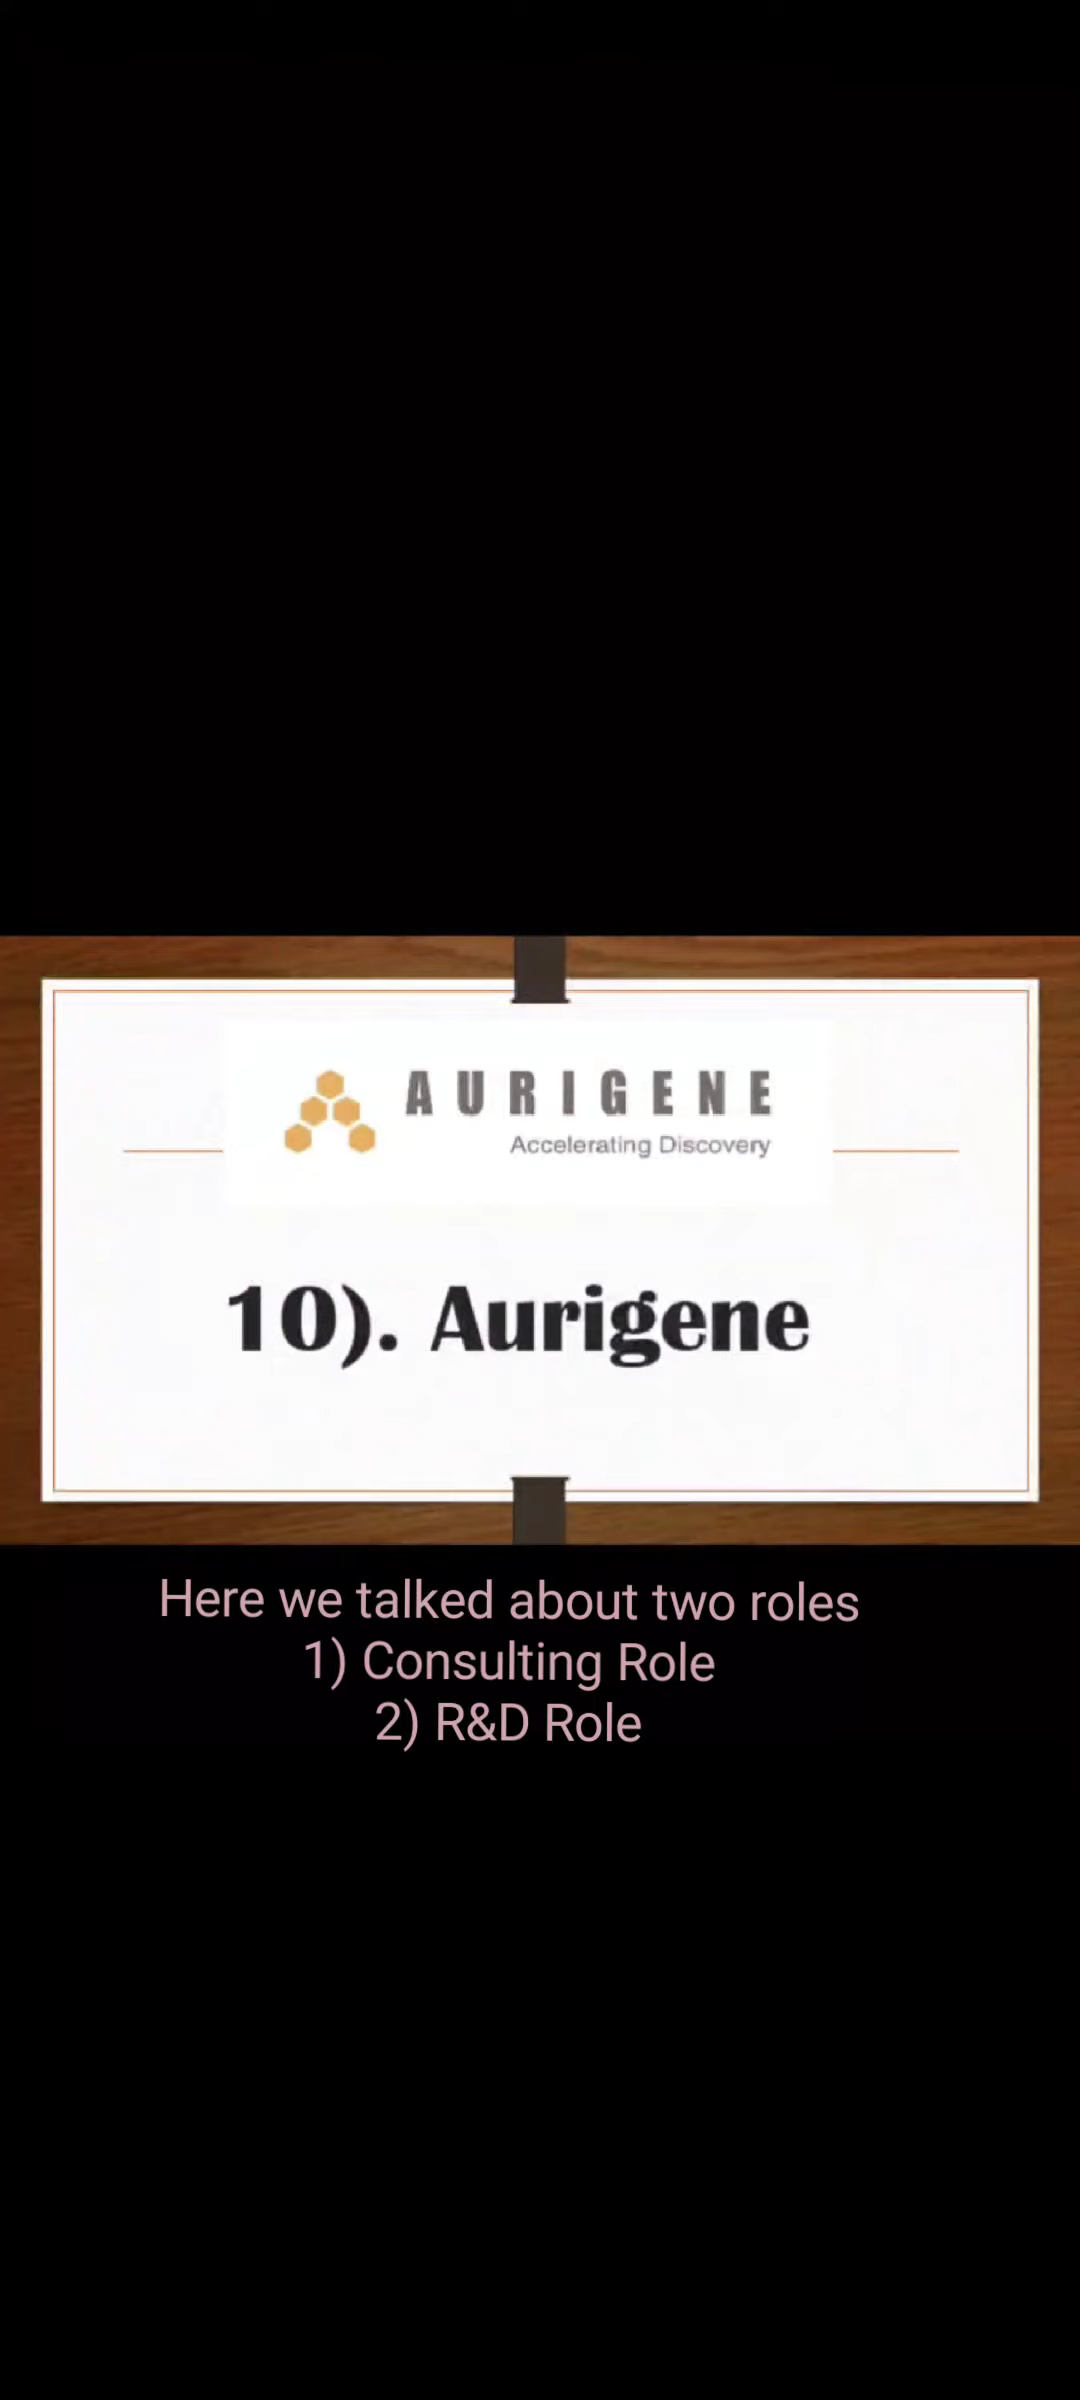 AURIGENE
Accelerating Discovery
10). Aurigene
Here we talked about two roles
1) Consulting Role
2) R&D Role